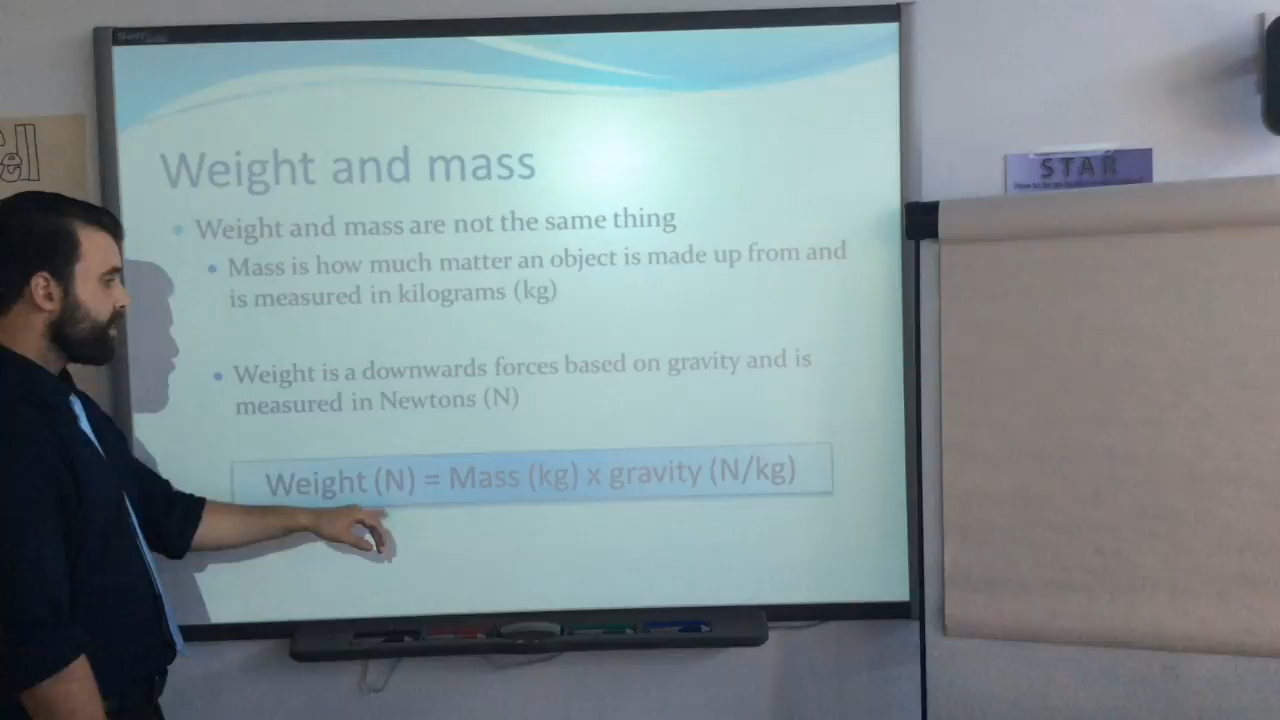 Weight and mass
Weight and mass are not the same thing
Mass is how much matter an object is made up from and
is measured in kilograms (kg)
Weight is a downwards forces based on gravity and is
measured in Newtons (N)
Weight (N) = Mass (kg) x gravity (N/kg)
STAR